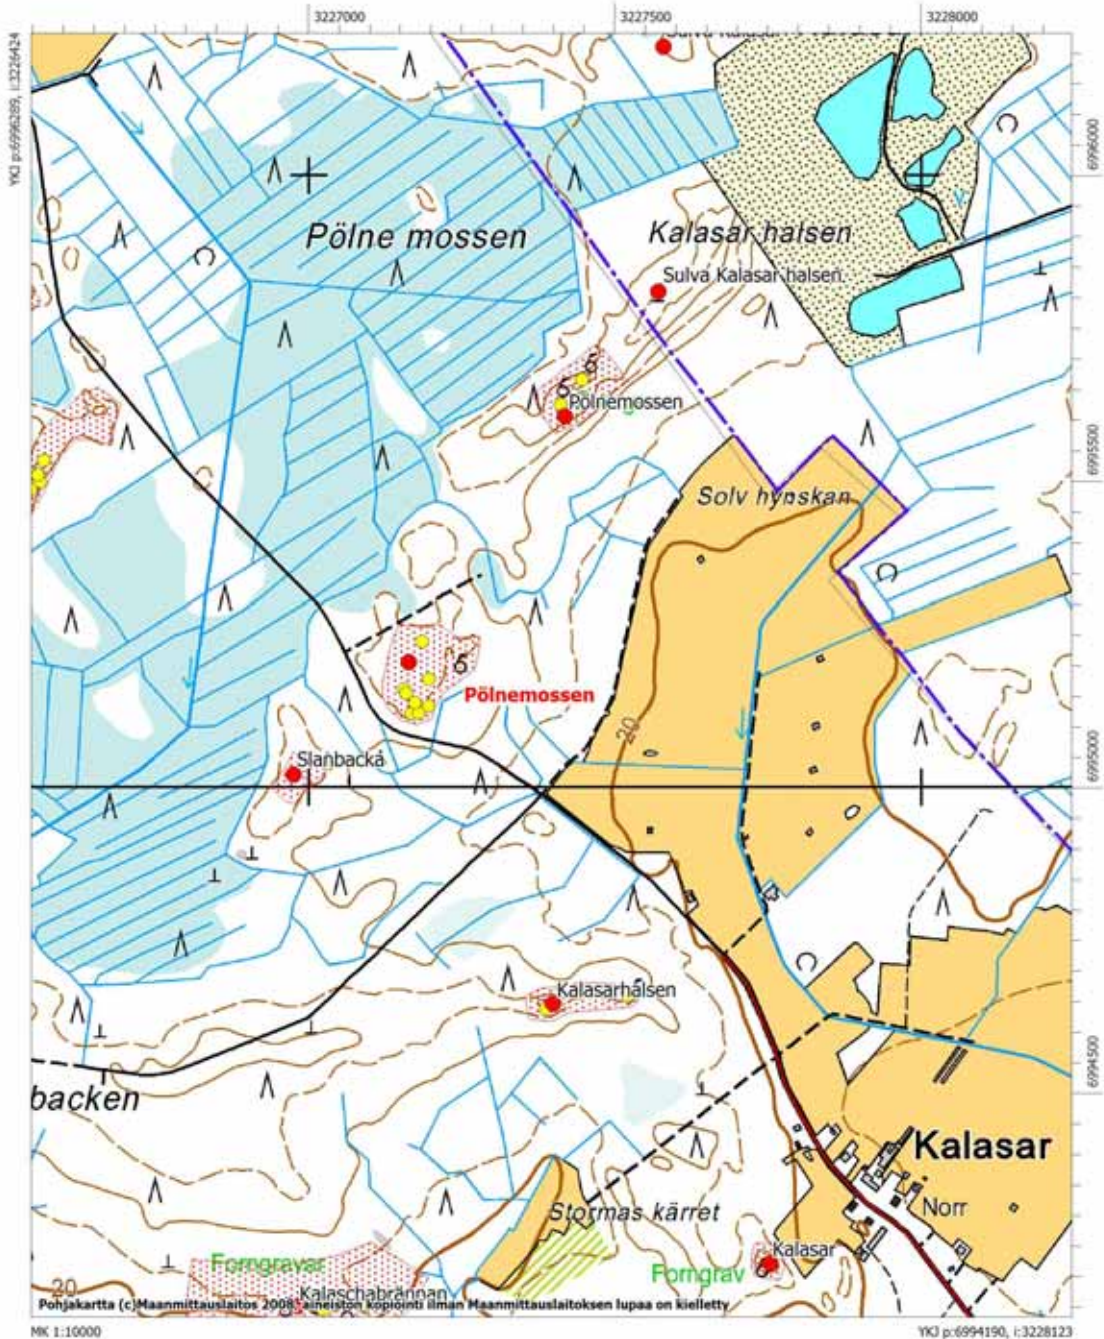 3227000
3227500
3228000
YKJ p:6996289, i:3226424
6996000
Pölne mossen
Kalasar halsen
Sulva Kalasar halsen
Pölnemossen
6995500
Solv hynskan
Pölnemossen
20
Slanbacka
6995000
Kalasarhalsen
6994500
backen
Kalasar
Norr
Stormas kärret
Kalasar
Forngravar
Forngrav
20
Kalaschabrännan
Pohjakartta (c)Maanmittauslaitos 2008, aineiston kopiointi ilman Maanmittauslaitoksen lupaa on kielletty
MK 1:10000
YKJ p:6994190, i:3228123